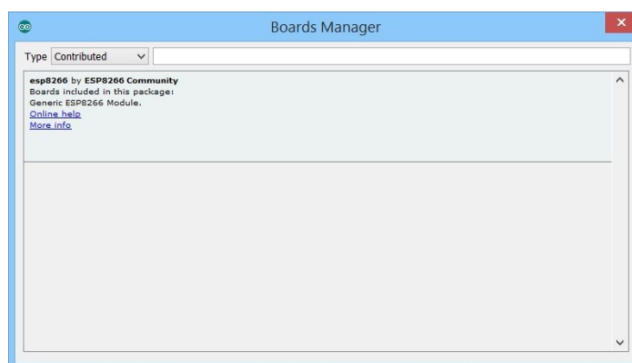 Boards Manager
Type Contributed
esp8266 by ESP8266 Community
Boards included in this package:
Generic ESP8266 Module.
Online help
More info